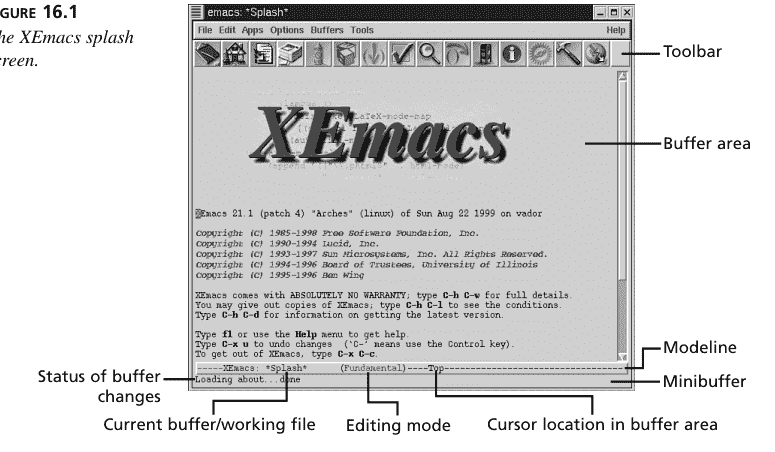 GURE 16.1
he XEmacs splash
creen.
emacs: *Splash*
File Edit Apps Options Buffers Tools Help
Toolbar
XEmacs
Buffer area
XEmacs 21.1 (patch 4) "Arches" (linux) of Sun Aug 22 1999 on vador
Copyright (C) 1985-1998 Free Software Foundation, Inc.
Copyright (C) 1990-1994 Lucid, Inc.
Copyright (C) 1993-1997 Sun Microsystems, Inc. All Rights Reserved.
Copyright (C) 1994-1996 Board of Trustees, University of Illinois
Copyright (C) 1995-1996 Ben Wing
XEmacs comes with ABSOLUTELY NO WARRANTY; type C-h C-w for full details.
You may give out copies of XEmacs; type C-h C-l to see the conditions.
Type C-h C-d for information on getting the latest version.
Type f1 or use the Help menu to get help.
Type C-x u to undo changes ('C-' means use the Control key).
To get out of XEmacs, type C-x C-c.
-----XEmacs: *Splash* (Fundamental)----Top----
Modeline
Loading about...done
Minibuffer
Status of buffer
changes
Current buffer/working file
Editing mode
Cursor location in buffer area